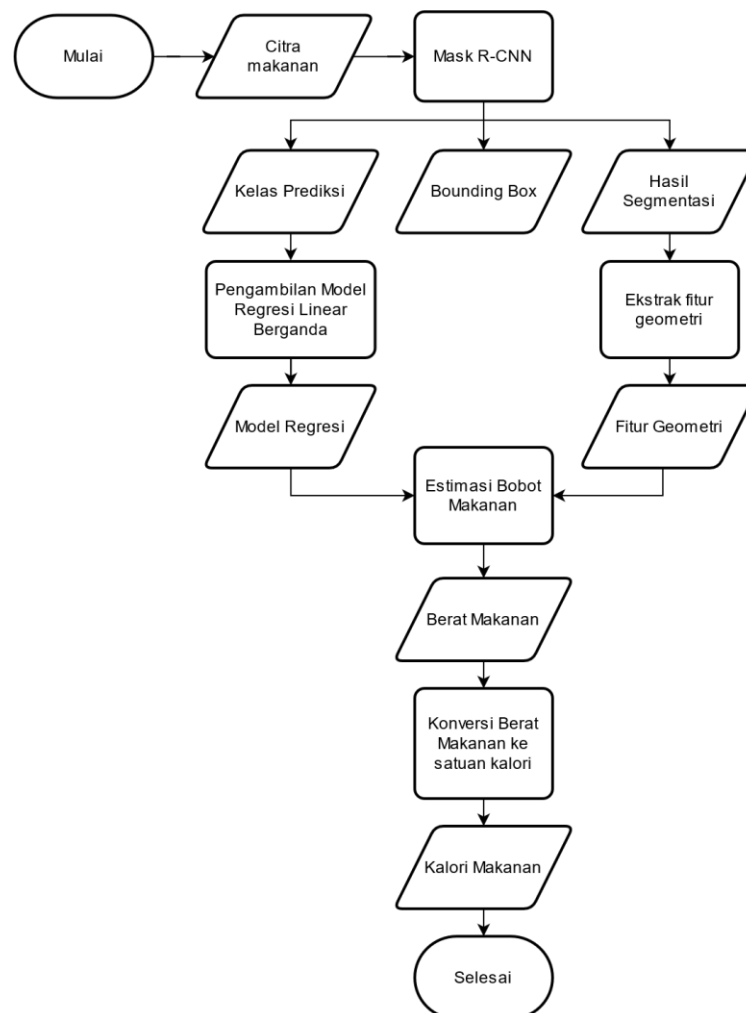 Mulai
Citra
makanan
Mask R-CNN
Kelas Prediksi
Bounding Box
Hasil
Segmentasi
Pengambilan Model
Regresi Linear
Berganda
Ekstrak fitur
geometri
Model Regresi
Fitur Geometri
Estimasi Bobot
Makanan
Berat Makanan
Konversi Berat
Makanan ke
satuan kalori
Kalori Makanan
Selesai